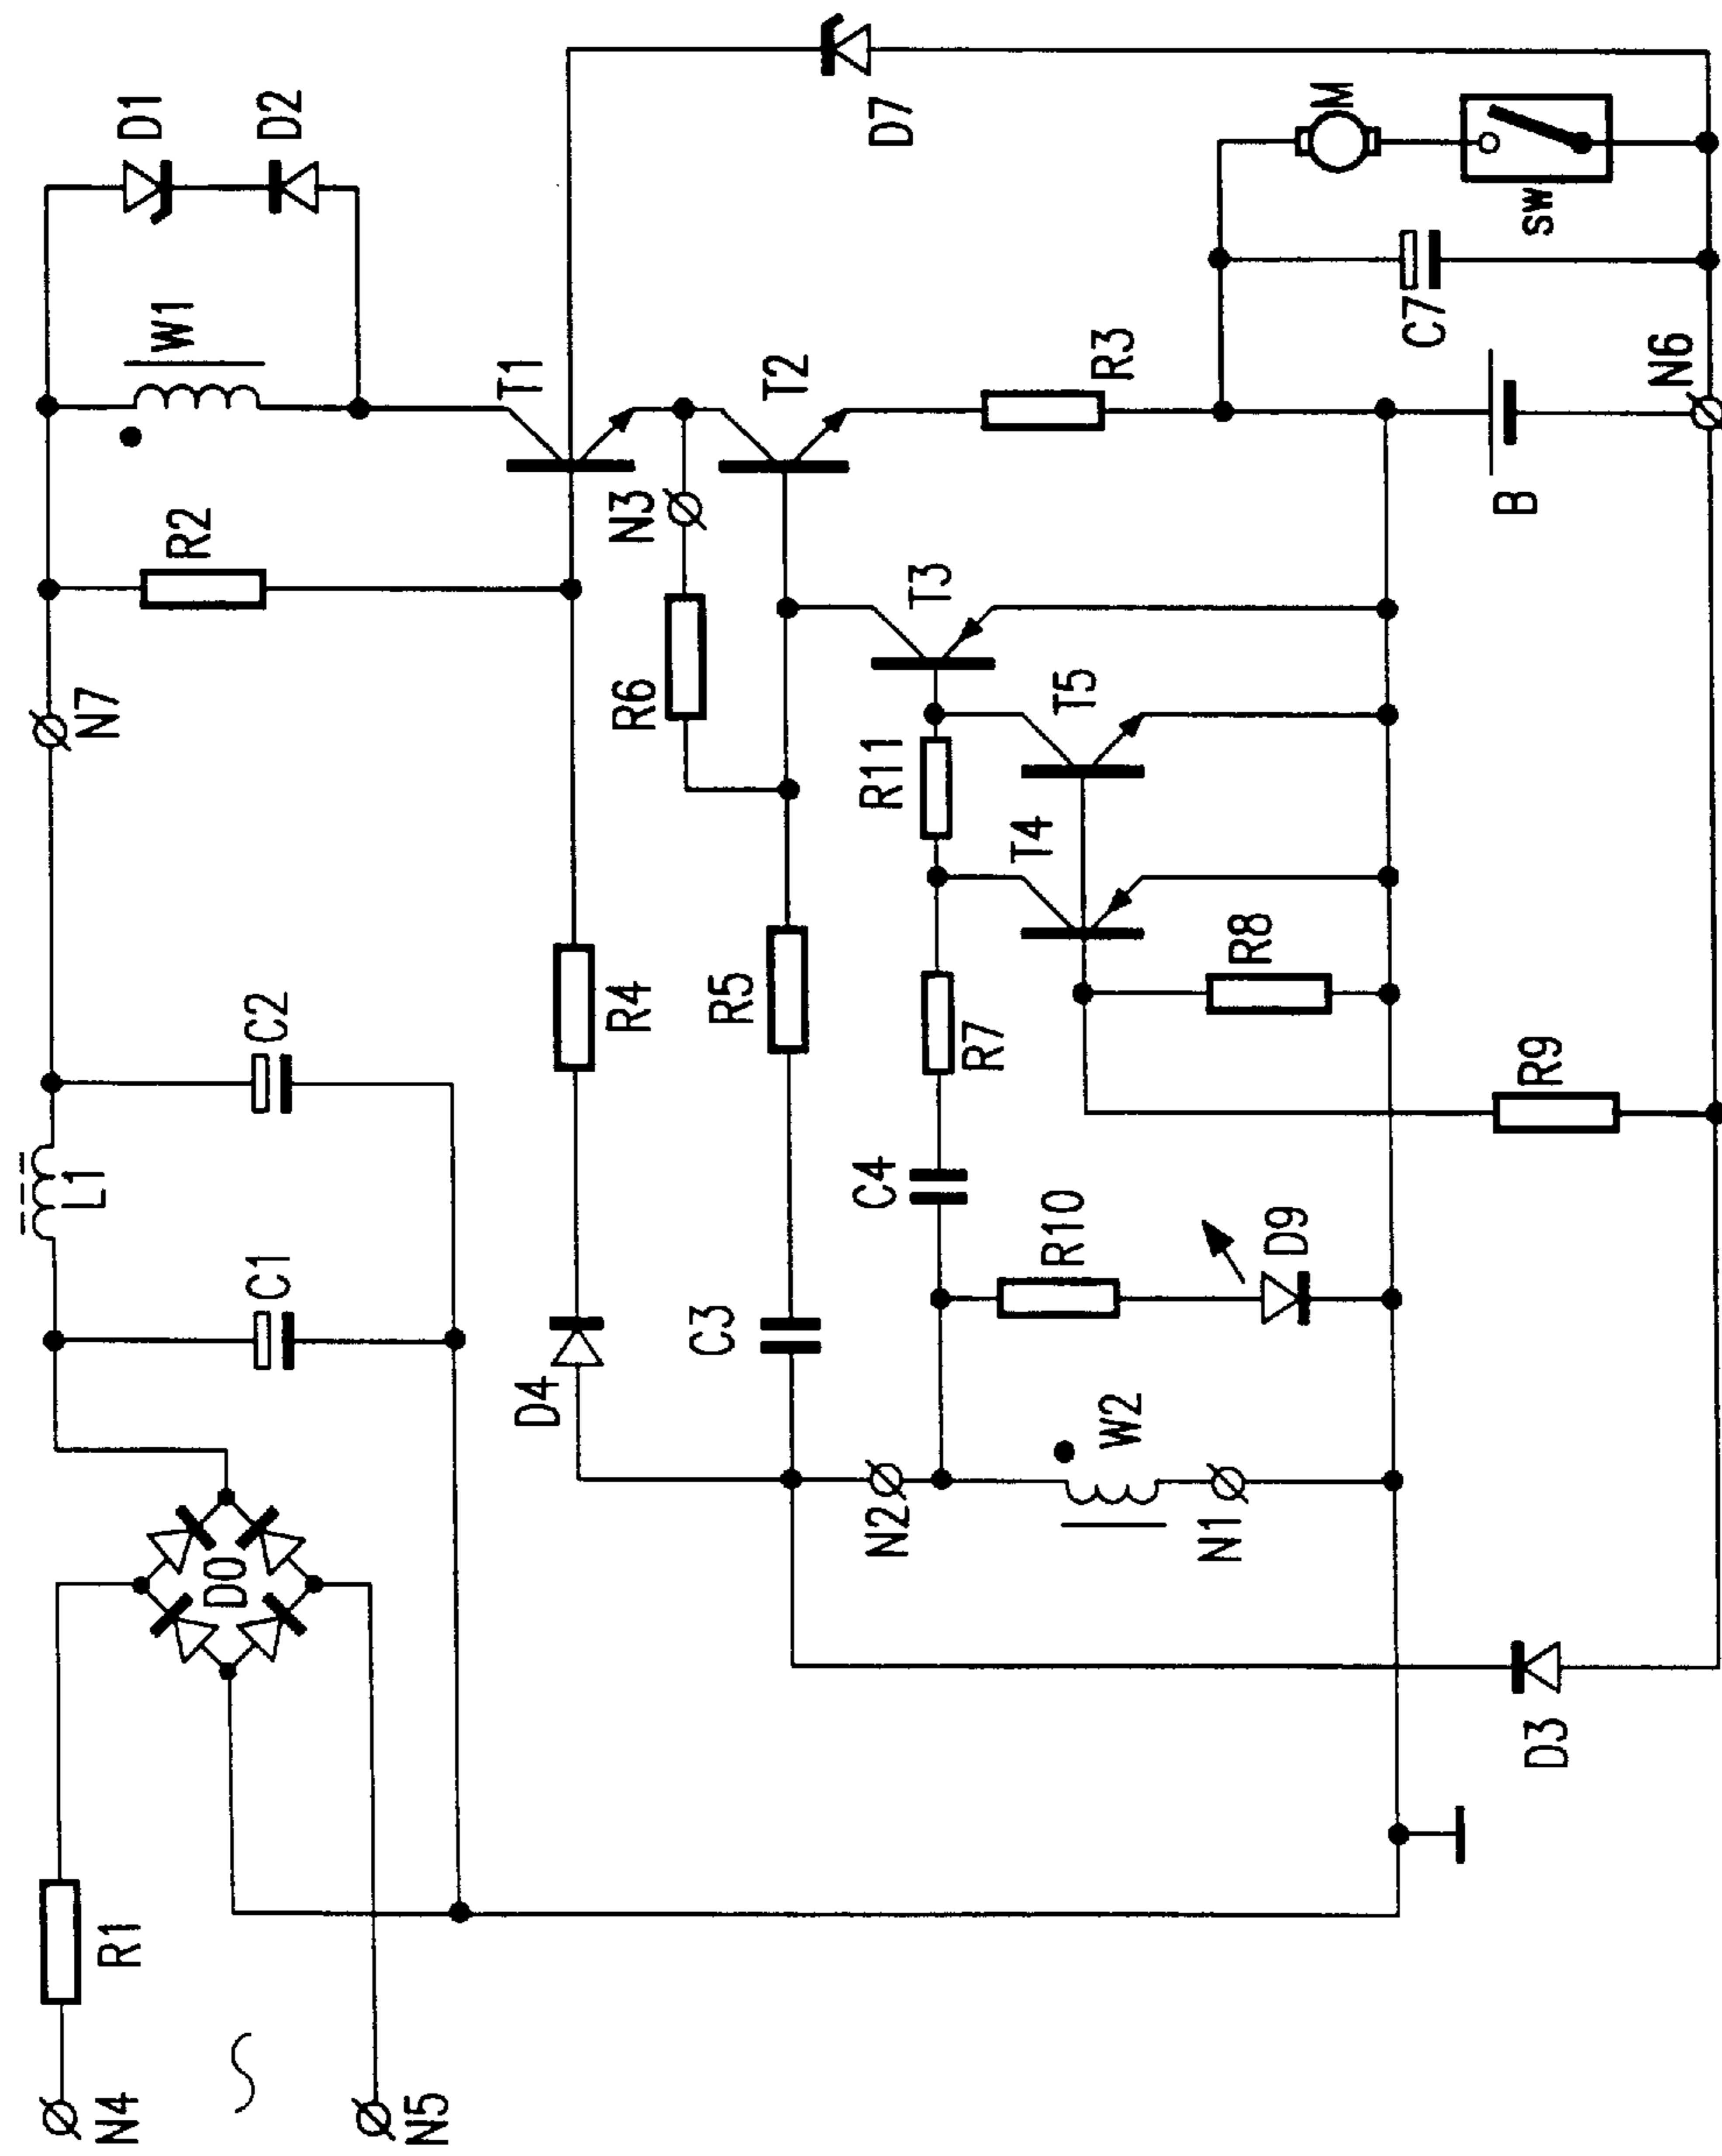 N4
N5
R1
D0
C1
L1
C2
N7
R2
W1
D1
D2
D4
R4
T1
D7
C3
R5
R6
N3
T2
N2
C4
R7
R11
T3
W2
N1
R10
D9
T4
T5
R8
R3
M
SW
C7
D3
R9
B
N6